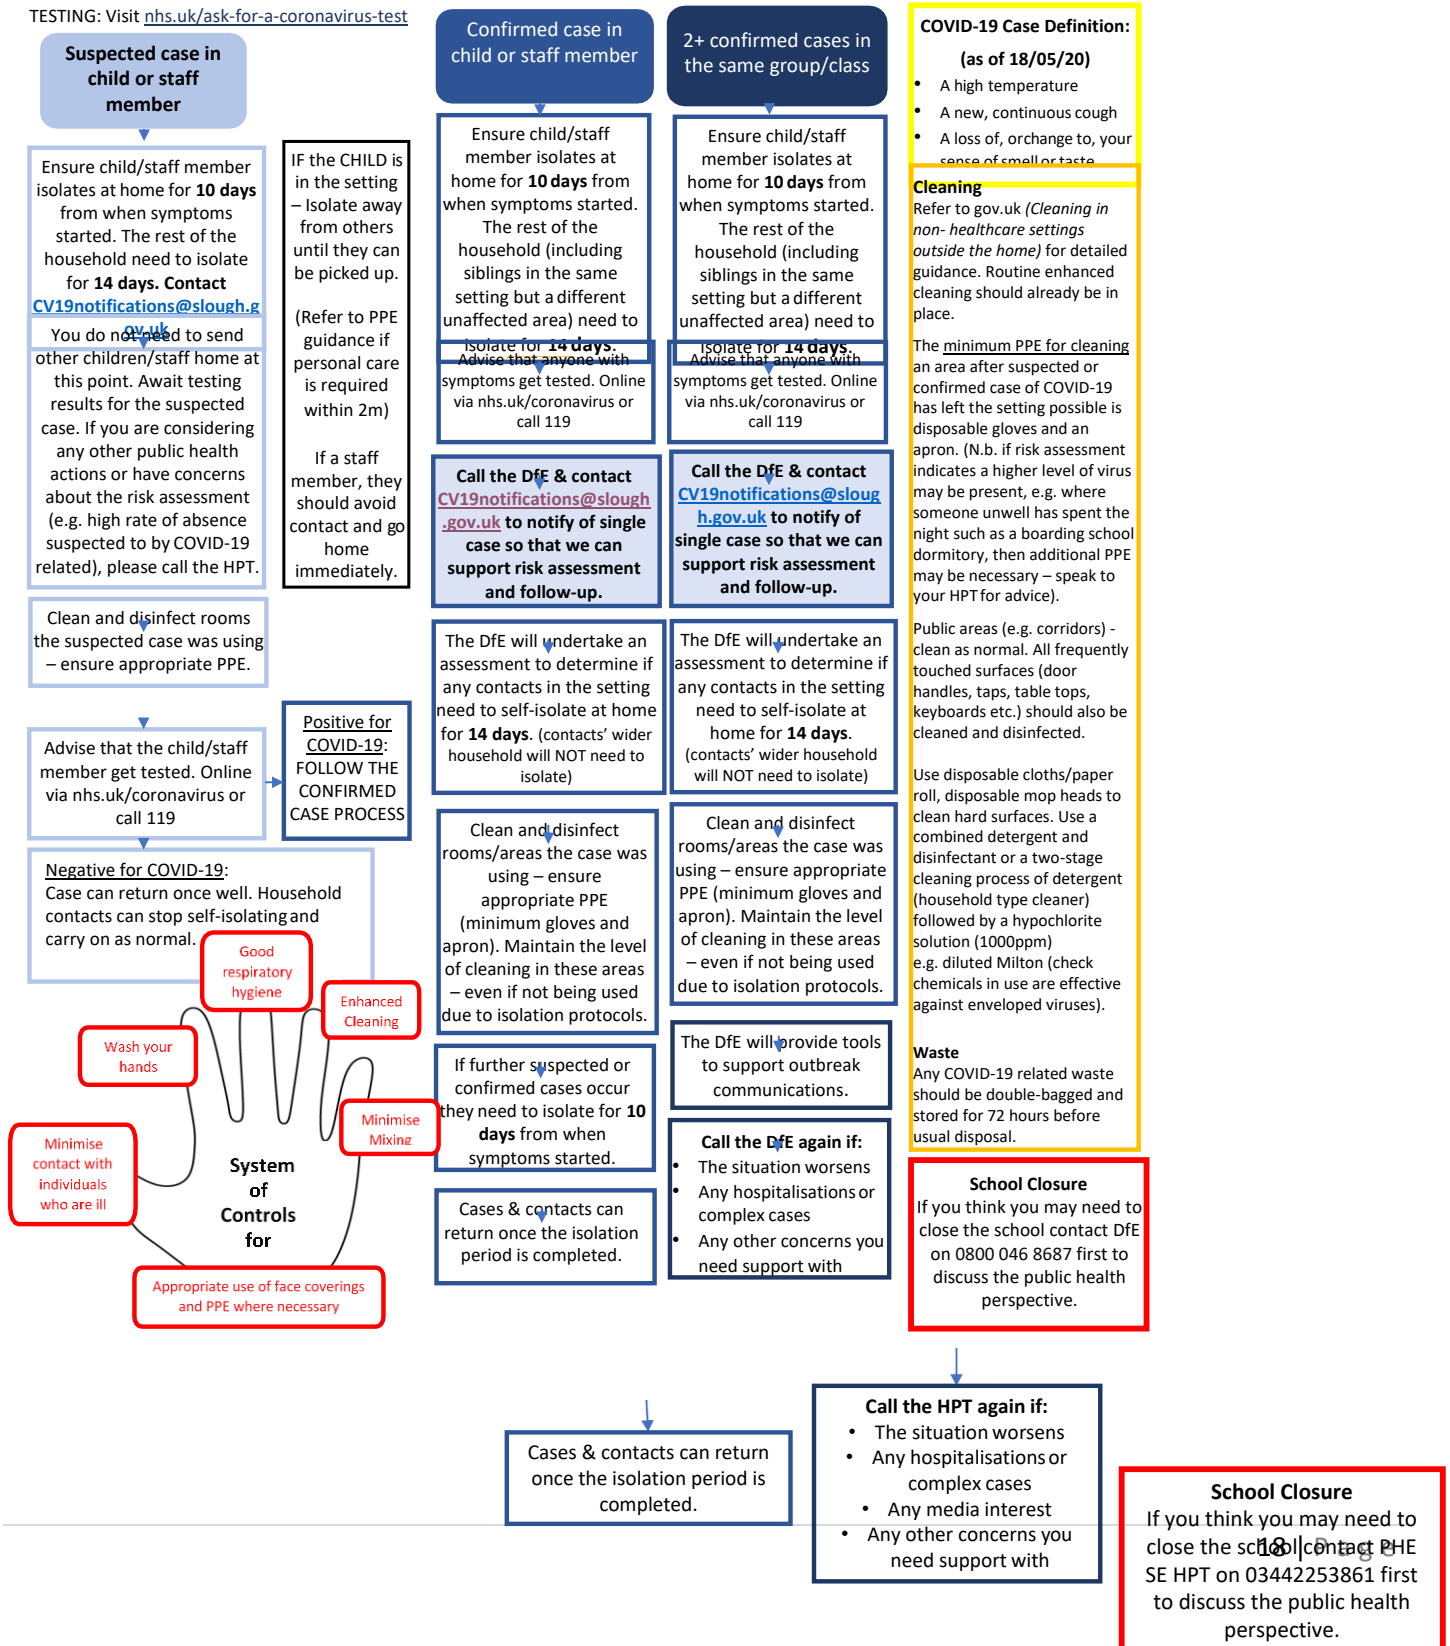 TESTING: Visit nhs.uk/ask-for-a-coronavirus-test
Suspected case in
child or staff
member
Ensure child/staff member
isolates at home for 10 days
from when symptoms
started. The rest of the
household need to isolate
for 14 days. Contact
CV19notifications@slough.g
ov.uk
You do not need to send
other children/staff home at
this point. Await testing
results for the suspected
case. If you are considering
any other public health
actions or have concerns
about the risk assessment
(e.g. high rate of absence
suspected to by COVID-19
related), please call the HPT.
Clean and disinfect rooms
the suspected case was using
– ensure appropriate PPE.
Advise that the child/staff
member get tested. Online
via nhs.uk/coronavirus or
call 119
Negative for COVID-19:
Case can return once well. Household
contacts can stop self-isolating and
carry on as normal.
IF the CHILD is
in the setting
– Isolate away
from others
until they can
be picked up.
(Refer to PPE
guidance if
personal care
is required
within 2m)
If a staff
member, they
should avoid
contact and go
home
immediately.
Positive for
COVID-19:
FOLLOW THE
CONFIRMED
CASE PROCESS
Good
respiratory
hygiene
Enhanced
Cleaning
Wash your
hands
Minimise
Mixing
Minimise
contact with
individuals
who are ill
System
of
Controls
for
Appropriate use of face coverings
and PPE where necessary
Confirmed case in
child or staff member
Ensure child/staff
member isolates at
home for 10 days from
when symptoms started.
The rest of the
household (including
siblings in the same
setting but a different
unaffected area) need to
isolate for 14 days.
Advise that anyone with
symptoms get tested. Online
via nhs.uk/coronavirus or
call 119
Call the DfE & contact
CV19notifications@slough
.gov.uk to notify of single
case so that we can
support risk assessment
and follow-up.
The DfE will undertake an
assessment to determine if
any contacts in the setting
need to self-isolate at home
for 14 days. (contacts’ wider
household will NOT need to
isolate)
Clean and disinfect
rooms/areas the case was
using – ensure
appropriate PPE
(minimum gloves and
apron). Maintain the level
of cleaning in these areas
– even if not being used
due to isolation protocols.
If further suspected or
confirmed cases occur
they need to isolate for 10
days from when
symptoms started.
Cases & contacts can
return once the isolation
period is completed.
2+ confirmed cases in
the same group/class
Ensure child/staff
member isolates at
home for 10 days from
when symptoms started.
The rest of the
household (including
siblings in the same
setting but a different
unaffected area) need to
isolate for 14 days.
Advise that anyone with
symptoms get tested. Online
via nhs.uk/coronavirus or
call 119
Call the DfE & contact
CV19notifications@sloug
h.gov.uk to notify of
single case so that we can
support risk assessment
and follow-up.
The DfE will undertake an
assessment to determine if
any contacts in the setting
need to self-isolate at
home for 14 days.
(contacts’ wider household
will NOT need to isolate)
Clean and disinfect
rooms/areas the case was
using – ensure appropriate
PPE (minimum gloves and
apron). Maintain the level
of cleaning in these areas
– even if not being used
due to isolation protocols.
The DfE will provide tools
to support outbreak
communications.
Call the DfE again if:
• The situation worsens
• Any hospitalisations or
complex cases
• Any other concerns you
need support with
COVID-19 Case Definition:
(as of 18/05/20)
• A high temperature
• A new, continuous cough
• A loss of, orchange to, your
sense of smell or taste
Cleaning
Refer to gov.uk (Cleaning in
non- healthcare settings
outside the home) for detailed
guidance. Routine enhanced
cleaning should already be in
place.
The minimum PPE for cleaning
an area after suspected or
confirmed case of COVID-19
has left the setting possible is
disposable gloves and an
apron. (N.b. if risk assessment
indicates a higher level of virus
may be present, e.g. where
someone unwell has spent the
night such as a boarding school
dormitory, then additional PPE
may be necessary – speak to
your HPT for advice).
Public areas (e.g. corridors) -
clean as normal. All frequently
touched surfaces (door
handles, taps, table tops,
keyboards etc.) should also be
cleaned and disinfected.
Use disposable cloths/paper
roll, disposable mop heads to
clean hard surfaces. Use a
combined detergent and
disinfectant or a two-stage
cleaning process of detergent
(household type cleaner)
followed by a hypochlorite
solution (1000ppm)
e.g. diluted Milton (check
chemicals in use are effective
against enveloped viruses).
Waste
Any COVID-19 related waste
should be double-bagged and
stored for 72 hours before
usual disposal.
School Closure
If you think you may need to
close the school contact DfE
on 0800 046 8687 first to
discuss the public health
perspective.
Cases & contacts can return
once the isolation period is
completed.
Call the HPT again if:
• The situation worsens
• Any hospitalisations or
complex cases
• Any media interest
• Any other concerns you
need support with
School Closure
If you think you may need to
close the school contact PHE
SE HPT on 03442253861 first
to discuss the public health
perspective.
18 | Page